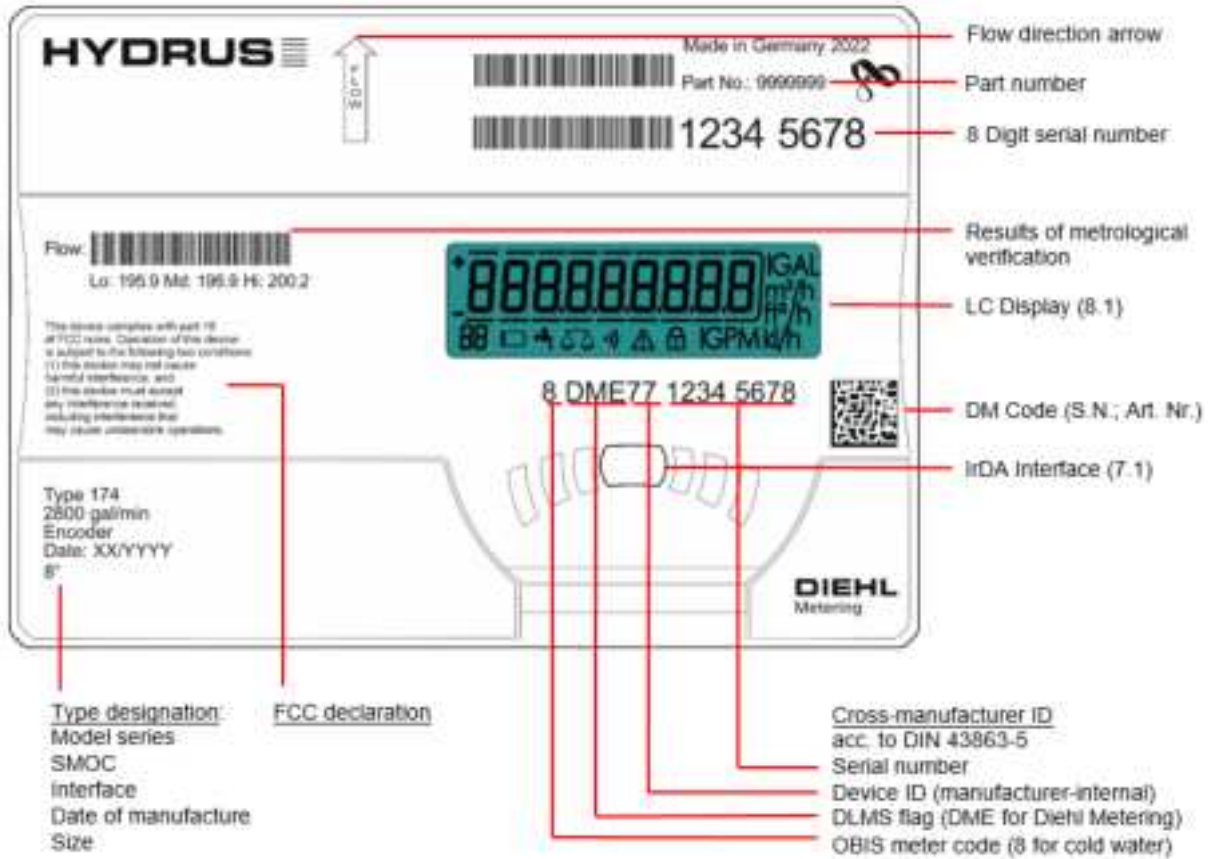 HYDRUS
FLOW
Made in Germany 2022
Part No.: 9999999
1234 5678
Flow direction arrow
Part number
8 Digit serial number
Flow:
Lo: 195.9 Md: 196.9 Hi: 200.2
Results of metrological
verification
+
888888888
IGAL
m³/h
ft³/h
-
88
IGPM kl/h
LC Display (8.1)
This device complies with part 15
of FCC rules. Operation of this device
is subject to the following two conditions:
(1) this device may not cause
harmful interference, and
(2) this device must accept
any interference received,
including interference that
may cause undesirable operations.
8 DME77 1234 5678
DM Code (S.N.; Art. Nr.)
IrDA Interface (7.1)
Type 174
2800 gal/min
Encoder
Date: XX/YYYY
8"
DIEHL
Metering
Type designation:
Model series
SMOC
Interface
Date of manufacture
Size
FCC declaration
Cross-manufacturer ID
acc. to DIN 43863-5
Serial number
Device ID (manufacturer-internal)
DLMS flag (DME for Diehl Metering)
OBIS meter code (8 for cold water)